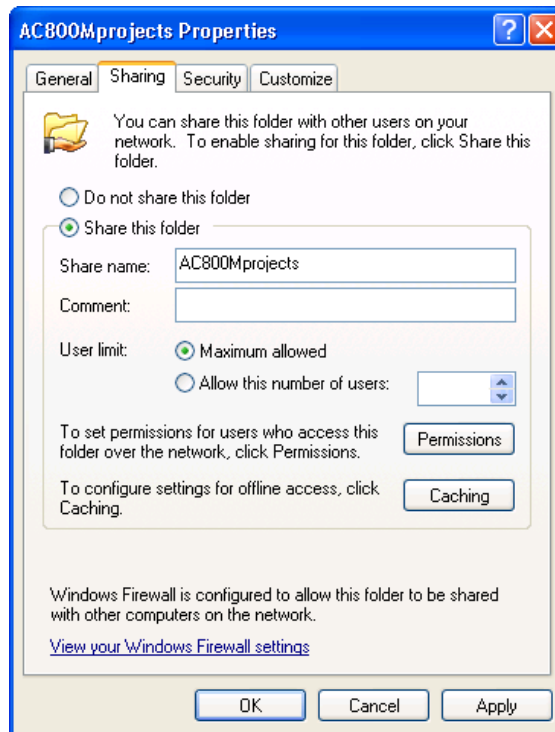 AC800Mprojects Properties
General Sharing Security Customize
You can share this folder with other users on your
network. To enable sharing for this folder, click Share this
folder.
Do not share this folder
Share this folder
Share name: AC800Mprojects
Comment:
User limit: Maximum allowed
Allow this number of users:
To set permissions for users who access this
folder over the network, click Permissions.
Permissions
To configure settings for offline access, click
Caching.
Caching
Windows Firewall is configured to allow this folder to be shared
with other computers on the network.
View your Windows Firewall settings
OK Cancel Apply